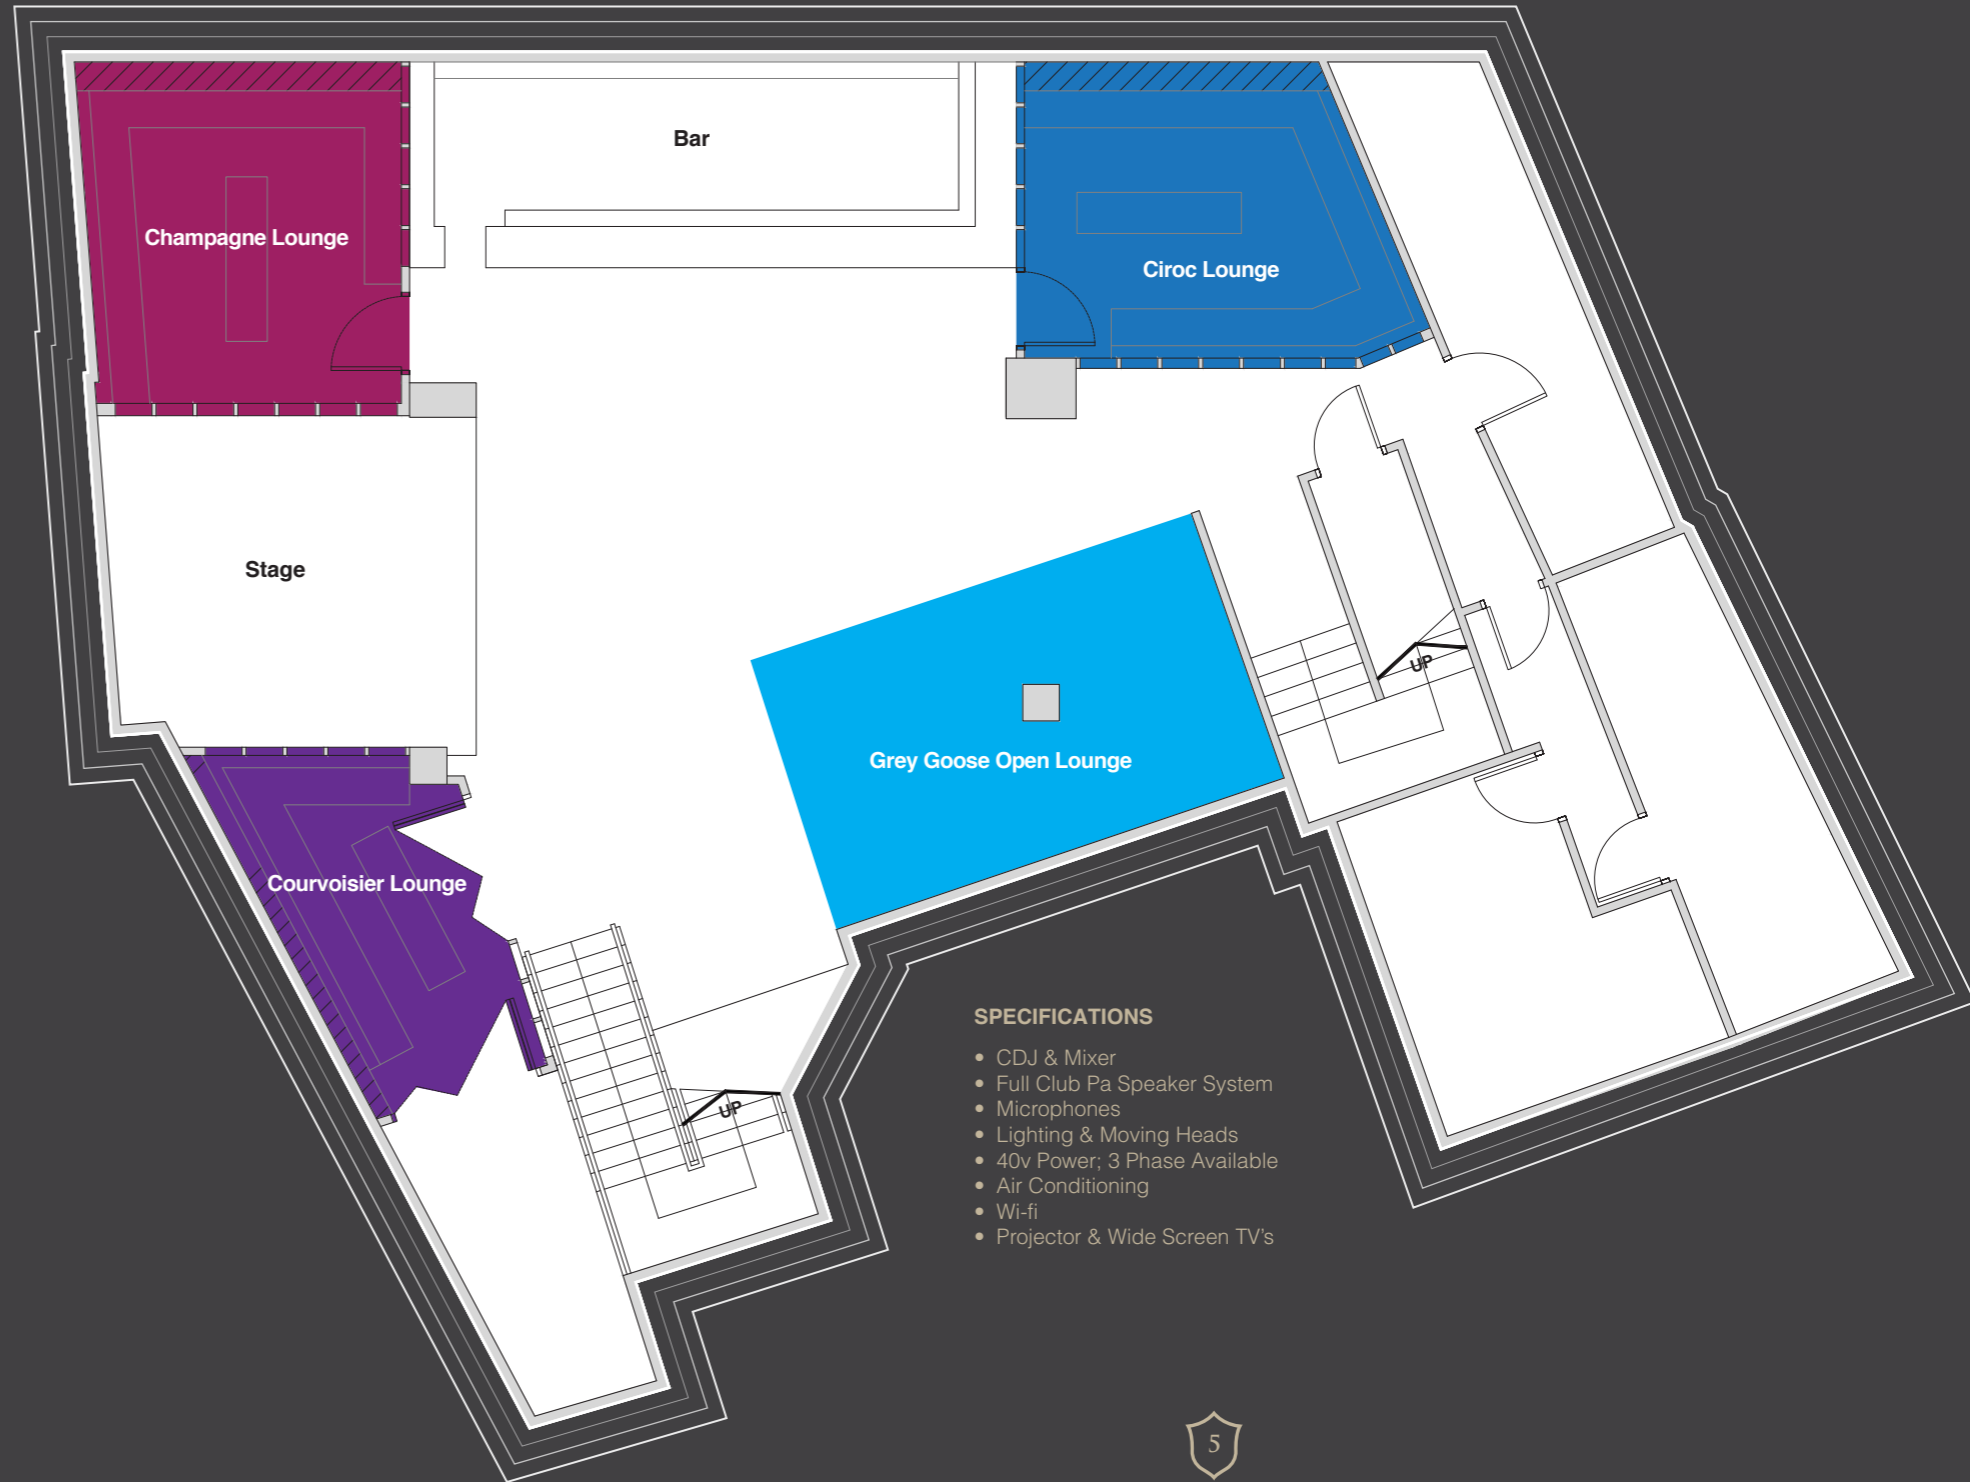 Bar
Champagne Lounge
Ciroc Lounge
Stage
UP
Grey Goose Open Lounge
Courvoisier Lounge
UP
SPECIFICATIONS
• CDJ & Mixer
• Full Club Pa Speaker System
• Microphones
• Lighting & Moving Heads
• 40v Power; 3 Phase Available
• Air Conditioning
• Wi-fi
• Projector & Wide Screen TV's
5